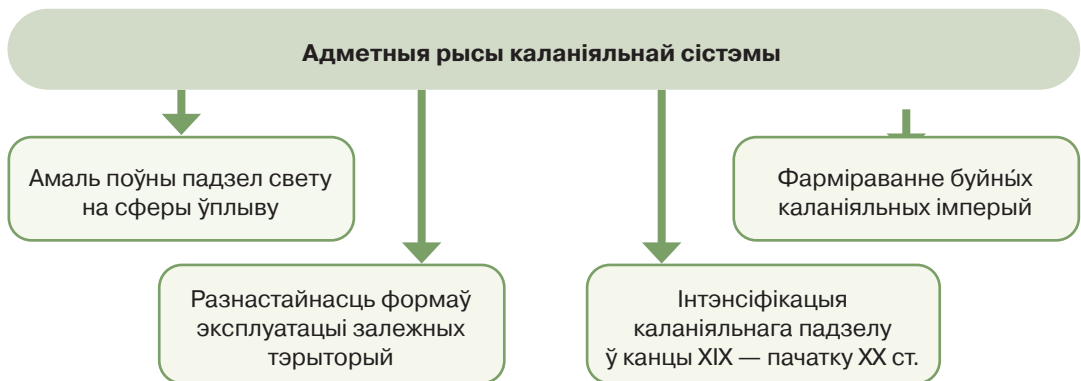 Адметныя рысы каланіяльнай сістэмы
Амаль поўны падзел свету
на сферы ўплыву
Фарміраванне буйны́х
каланіяльных імперый
Разнастайнасць формаў
эксплуатацыі залежных
тэрыторый
Інтэнсіфікацыя
каланіяльнага падзелу
ў канцы XIX — пачатку XX ст.